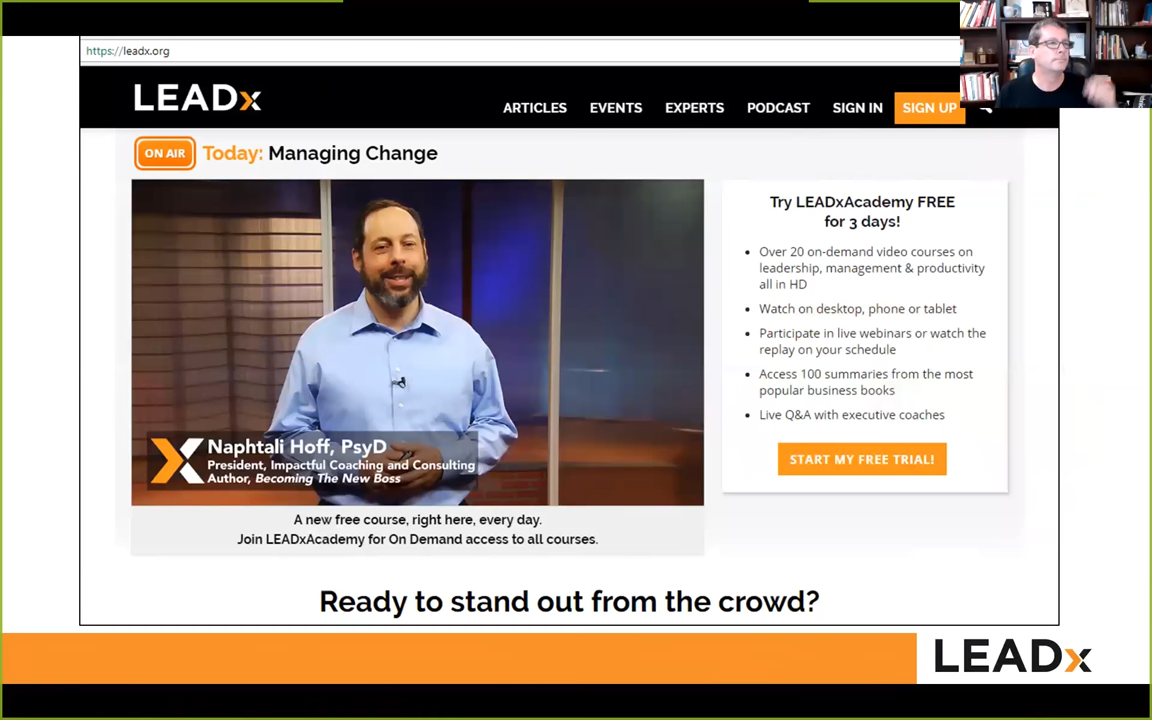 https://leadx.org
LEADx
ARTICLES EVENTS EXPERTS PODCAST SIGN IN SIGN UP
ON AIR Today: Managing Change
Naphtali Hoff, PsyD
President, Impactful Coaching and Consulting
Author, Becoming The New Boss
A new free course, right here, every day.
Join LEADxAcademy for On Demand access to all courses.
Try LEADxAcademy FREE
for 3 days!
Over 20 on-demand video courses on
leadership, management & productivity
all in HD
Watch on desktop, phone or tablet
Participate in live webinars or watch the
replay on your schedule
Access 100 summaries from the most
popular business books
Live Q&A with executive coaches
START MY FREE TRIAL!
Ready to stand out from the crowd?
LEADx